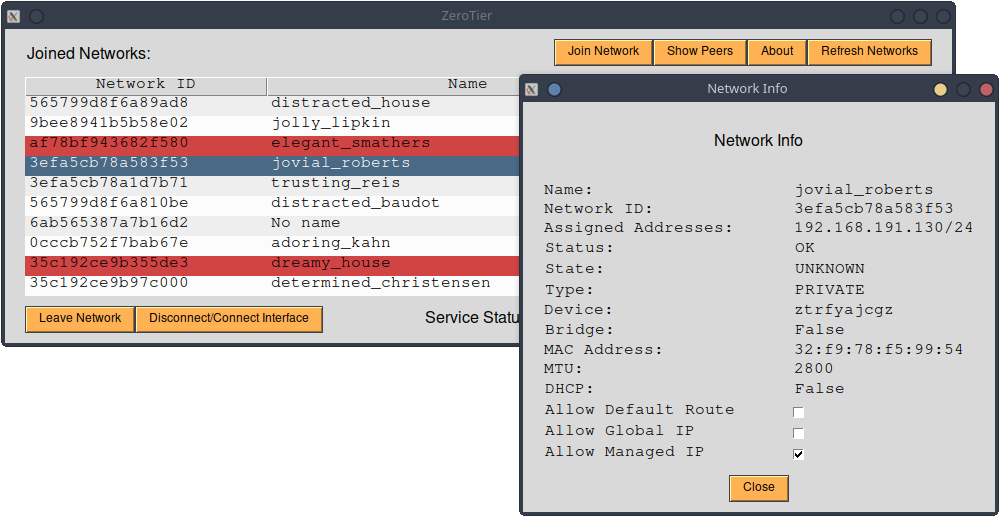 ZeroTier
Joined Networks:
Join Network Show Peers About Refresh Networks
Network ID Name
565799d8f6a89ad8 distracted_house
9bee8941b5b58e02 jolly_lipkin
af78bf943682f580 elegant_smathers
3efa5cb78a583f53 jovial_roberts
3efa5cb78a1d7b71 trusting_reis
565799d8f6a810be distracted_baudot
6ab565387a7b16d2 No name
0cccb752f7bab67e adoring_kahn
35c192ce9b355de3 dreamy_house
35c192ce9b97c000 determined_christensen
Leave Network Disconnect/Connect Interface Service Statu
Network Info
Network Info
Name: jovial_roberts
Network ID: 3efa5cb78a583f53
Assigned Addresses: 192.168.191.130/24
Status: OK
State: UNKNOWN
Type: PRIVATE
Device: ztrfyajcgz
Bridge: False
MAC Address: 32:f9:78:f5:99:54
MTU: 2800
DHCP: False
Allow Default Route
Allow Global IP
Allow Managed IP
Close